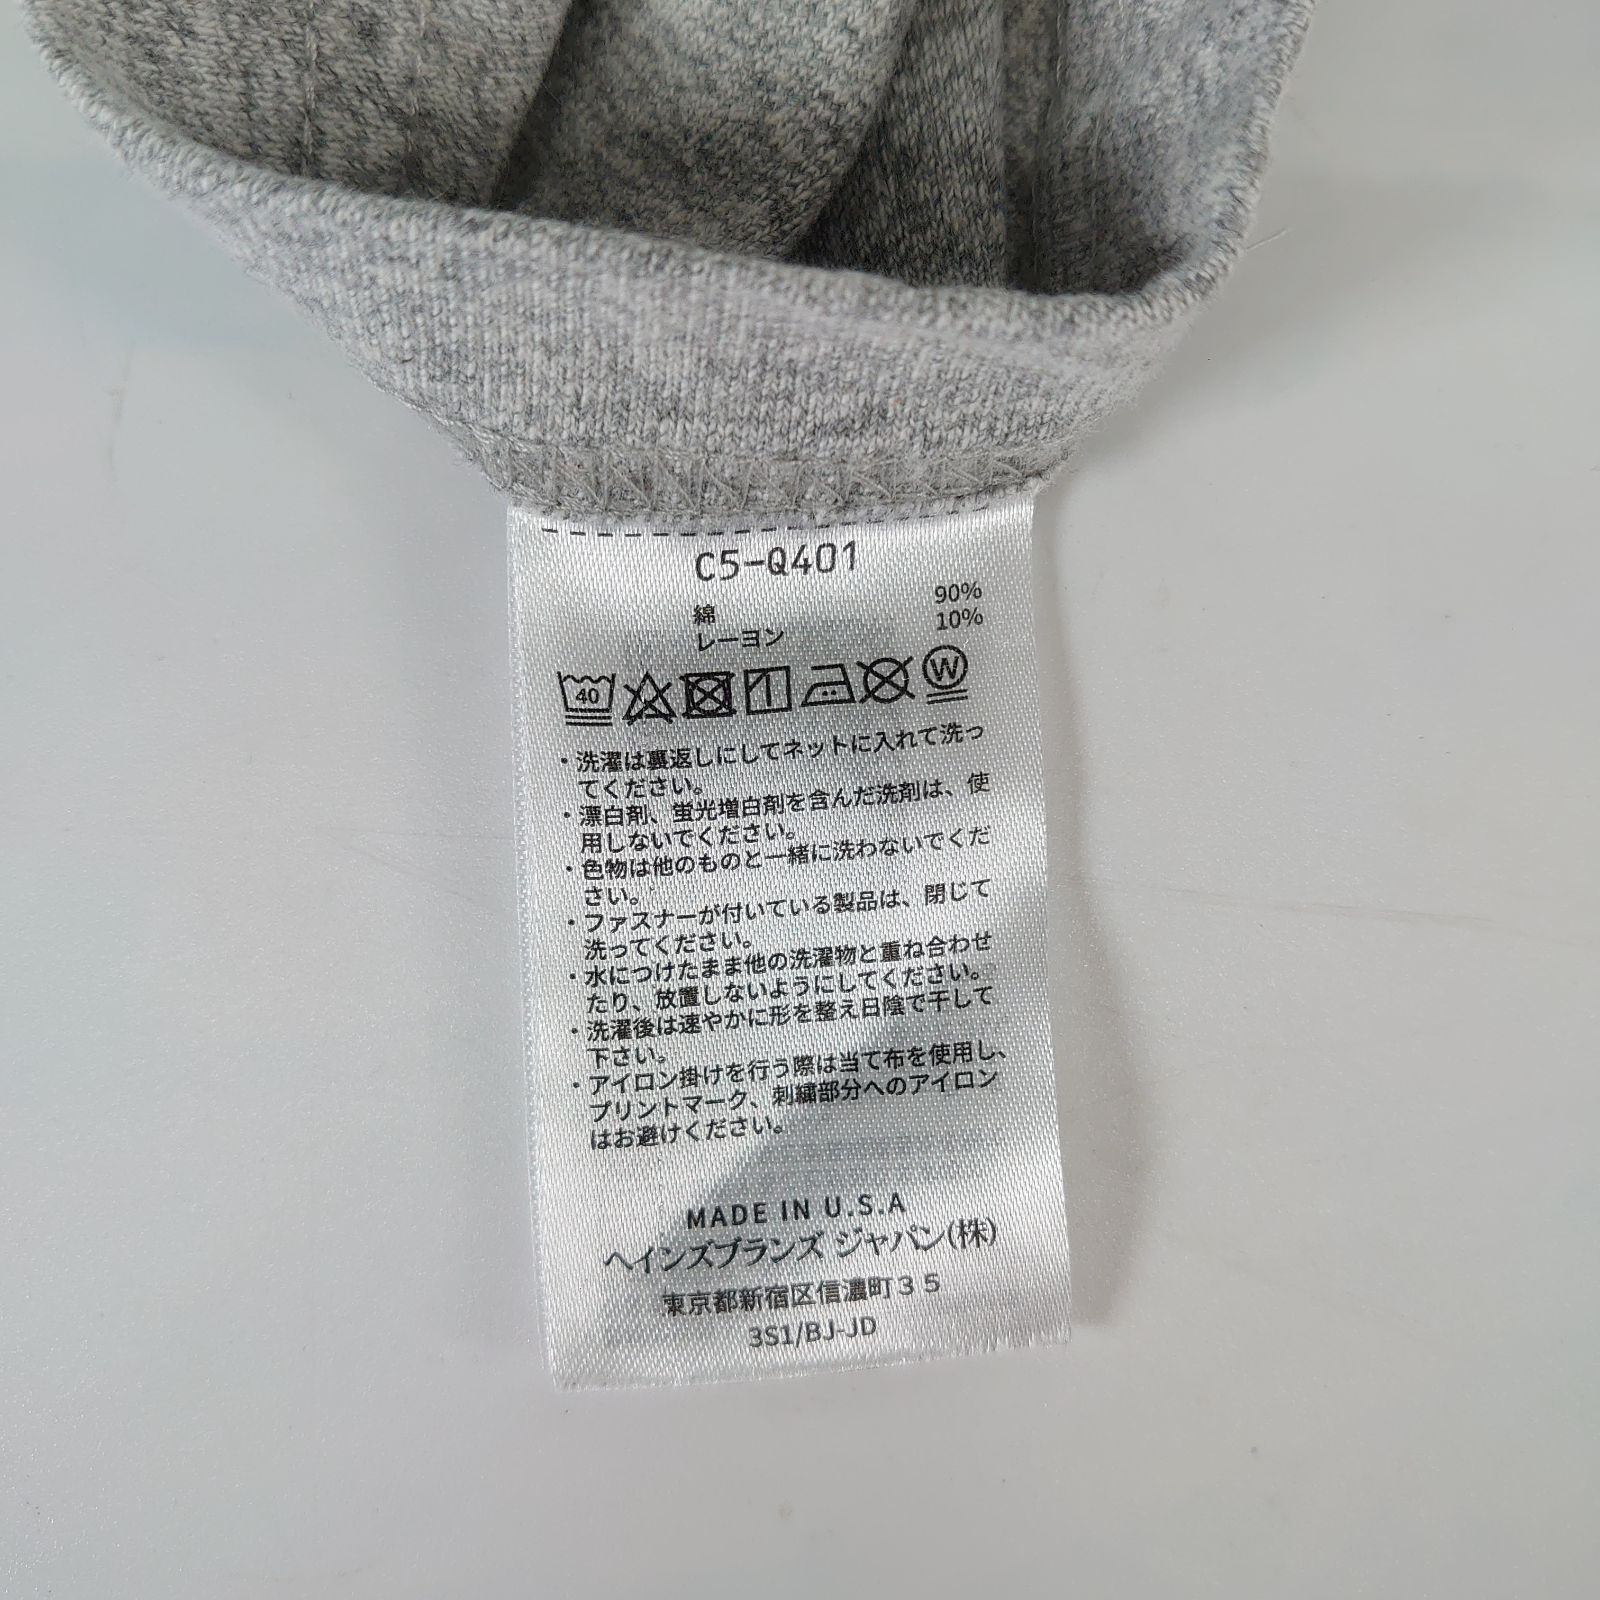 C5-Q401
綿 90%
レーヨン 10%
40
W
・洗濯は裏返しにしてネットに入れて洗っ
てください。
・漂白剤、蛍光増白剤を含んだ洗剤は、使
用しないでください。
・色物は他のものと一緒に洗わないでくだ
さい。
・ファスナーが付いている製品は、閉じて
洗ってください。
・水につけたまま他の洗濯物と重ね合わせ
たり、放置しないようにしてください。
・洗濯後は速やかに形を整え日陰で干して
下さい。
・アイロン掛けを行う際は当て布を使用し、
プリントマーク、刺繍部分へのアイロン
はお避けください。
MADE IN U.S.A
ヘインズブランズ ジャパン(株)
東京都新宿区信濃町３５
3S1/BJ-JD